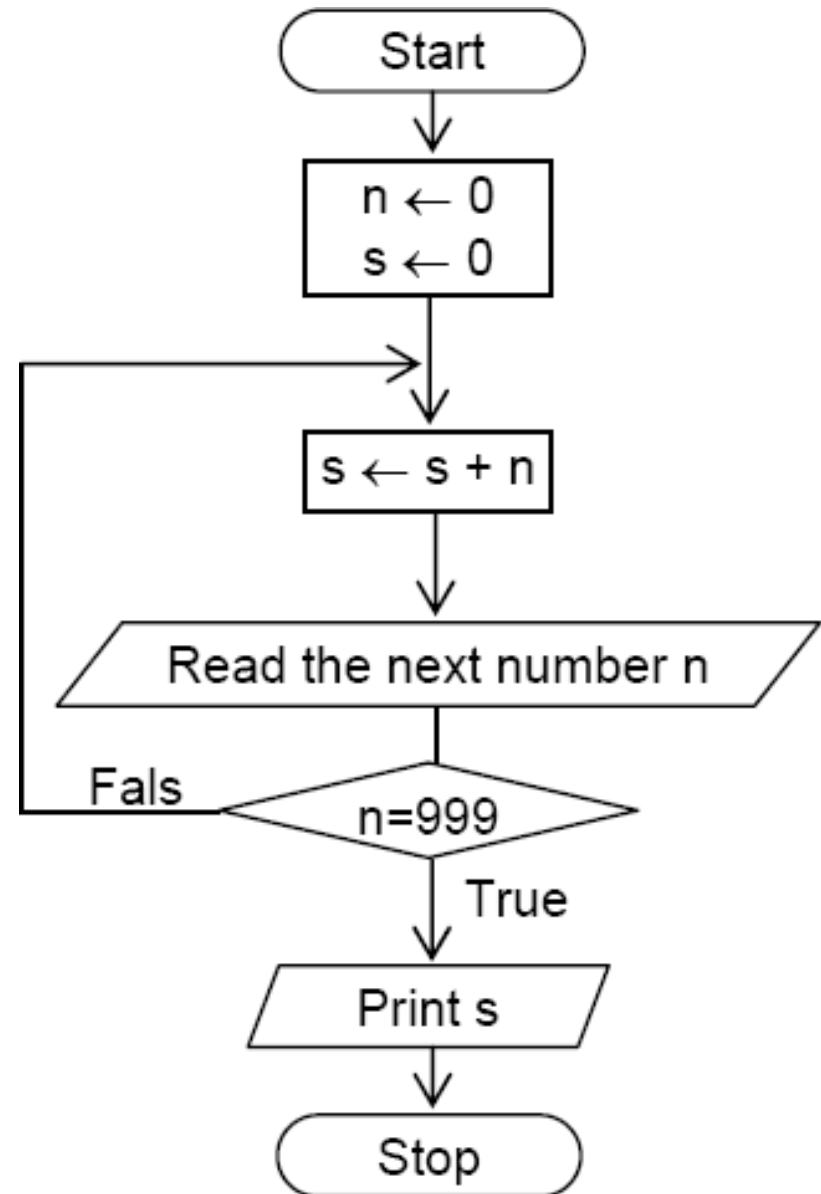 Start
n ← 0
s ← 0
s ← s + n
Read the next number n
Fals
n=999
True
Print s
Stop